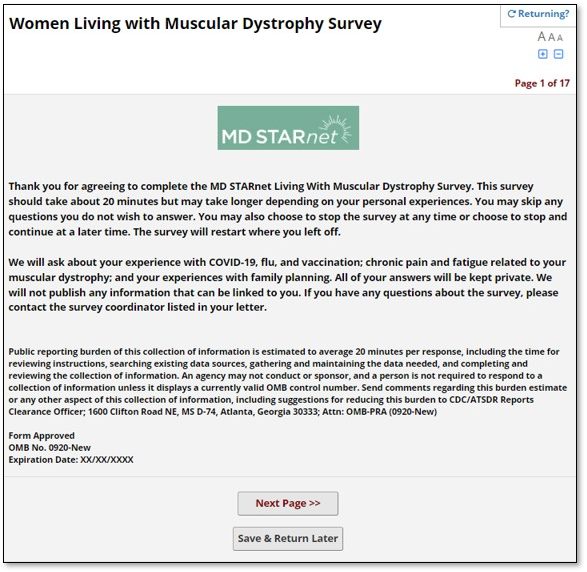 Women Living with Muscular Dystrophy Survey
Returning?
A A A
Page 1 of 17
MD STARnet
Thank you for agreeing to complete the MD STARnet Living With Muscular Dystrophy Survey. This survey
should take about 20 minutes but may take longer depending on your personal experiences. You may skip any
questions you do not wish to answer. You may also choose to stop the survey at any time or choose to stop and
continue at a later time. The survey will restart where you left off.
We will ask about your experience with COVID-19, flu, and vaccination; chronic pain and fatigue related to your
muscular dystrophy; and your experiences with family planning. All of your answers will be kept private. We
will not publish any information that can be linked to you. If you have any questions about the survey, please
contact the survey coordinator listed in your letter.
Public reporting burden of this collection of information is estimated to average 20 minutes per response, including the time for
reviewing instructions, searching existing data sources, gathering and maintaining the data needed, and completing and
reviewing the collection of information. An agency may not conduct or sponsor, and a person is not required to respond to a
collection of information unless it displays a currently valid OMB control number. Send comments regarding this burden estimate
or any other aspect of this collection of information, including suggestions for reducing this burden to CDC/ATSDR Reports
Clearance Officer; 1600 Clifton Road NE, MS D-74, Atlanta, Georgia 30333; Attn: OMB-PRA (0920-New)
Form Approved
OMB No. 0920-New
Expiration Date: XX/XX/XXXX
Next Page >>
Save & Return Later